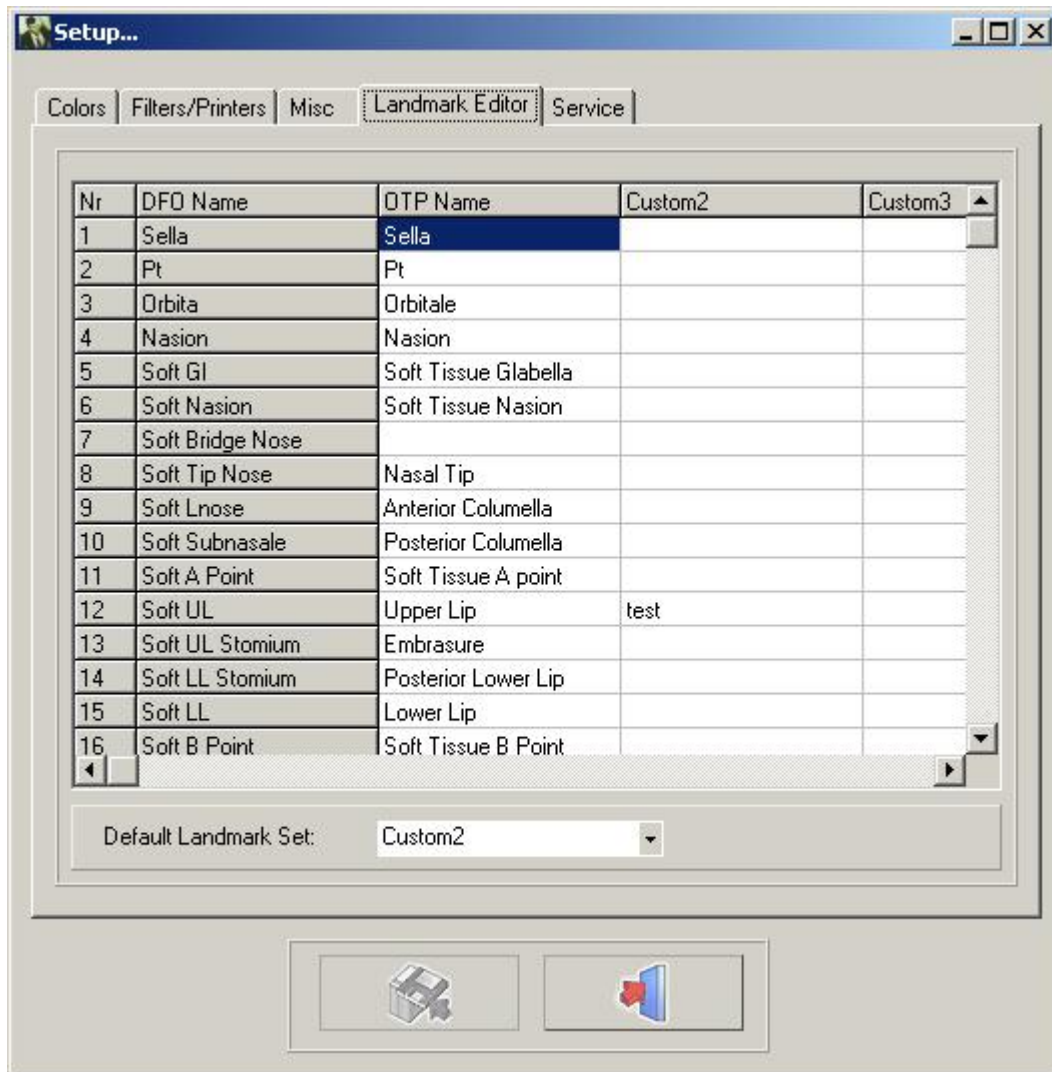 Setup...
Colors Filters/Printers Misc Landmark Editor Service
Nr DFO Name OTP Name Custom2 Custom3
1 Sella Sella
2 Pt Pt
3 Orbita Orbitale
4 Nasion Nasion
5 Soft Gl Soft Tissue Glabella
6 Soft Nasion Soft Tissue Nasion
7 Soft Bridge Nose
8 Soft Tip Nose Nasal Tip
9 Soft Lnose Anterior Columella
10 Soft Subnasale Posterior Columella
11 Soft A Point Soft Tissue A point
12 Soft UL Upper Lip test
13 Soft UL Stomium Embrasure
14 Soft LL Stomium Posterior Lower Lip
15 Soft LL Lower Lip
16 Soft B Point Soft Tissue B Point
Default Landmark Set: Custom2